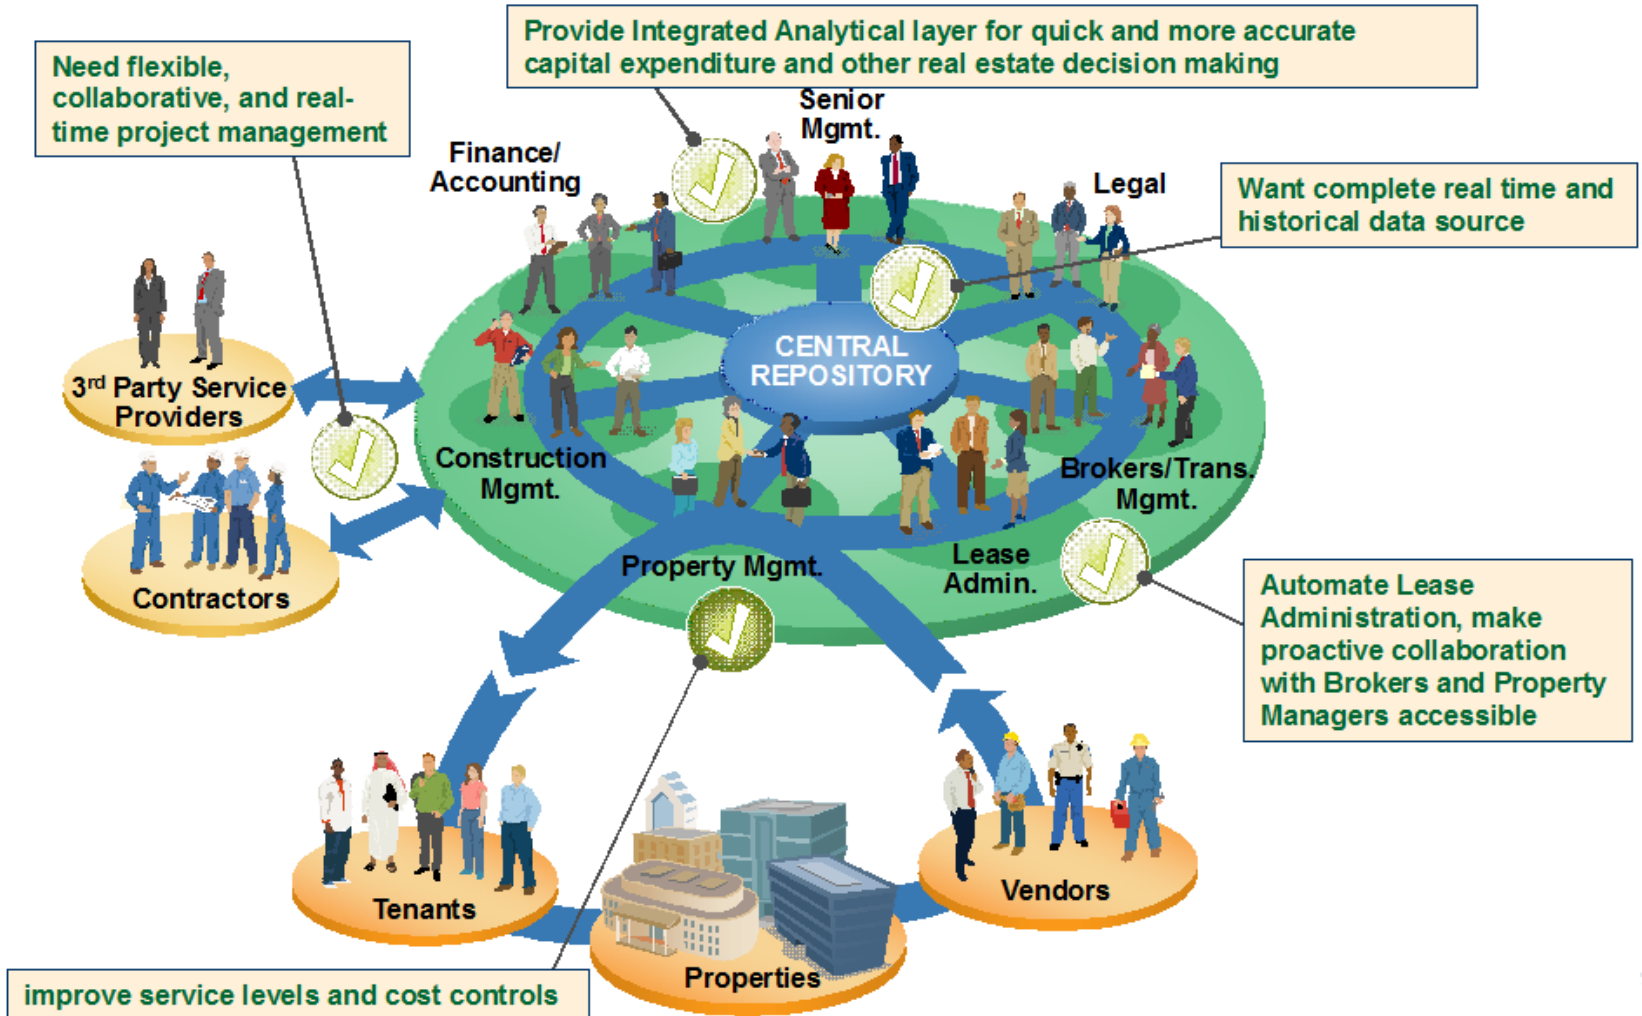 Provide Integrated Analytical layer for quick and more accurate
capital expenditure and other real estate decision making
Need flexible,
collaborative, and real-
time project management
Senior
Mgmt.
Finance/
Accounting
Legal
Want complete real time and
historical data source
CENTRAL
REPOSITORY
3rd Party Service
Providers
Construction
Mgmt.
Brokers/Trans.
Mgmt.
Contractors
Property Mgmt.
Lease
Admin.
Automate Lease
Administration, make
proactive collaboration
with Brokers and Property
Managers accessible
Tenants
Vendors
Properties
improve service levels and cost controls